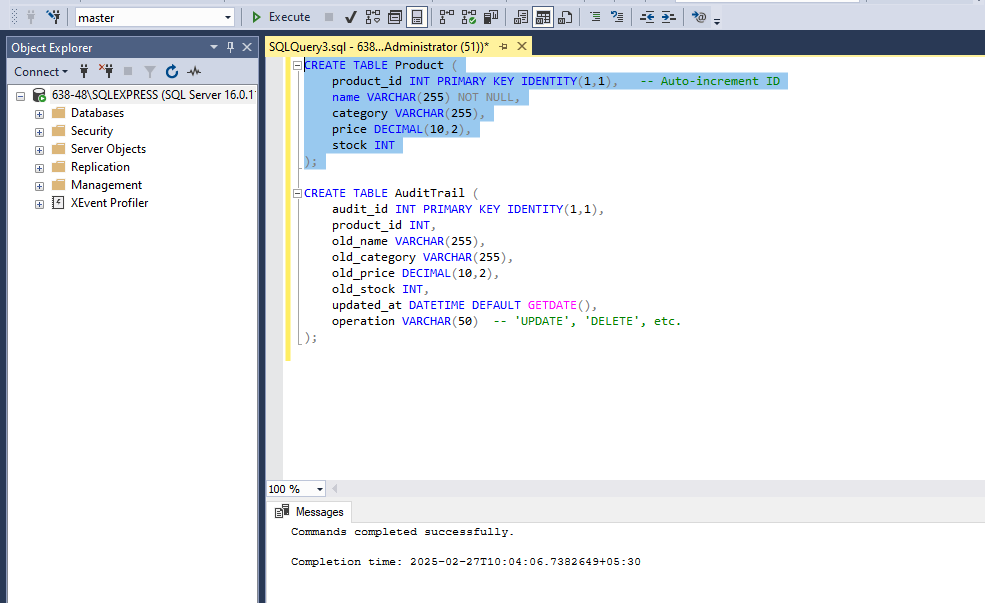 master
Execute
Object Explorer
SQLQuery3.sql - 638...Administrator (51))*
Connect
638-48\SQLEXPRESS (SQL Server 16.0.1
Databases
Security
Server Objects
Replication
Management
XEvent Profiler
CREATE TABLE Product (
    product_id INT PRIMARY KEY IDENTITY(1,1),   -- Auto-increment ID
    name VARCHAR(255) NOT NULL,
    category VARCHAR(255),
    price DECIMAL(10,2),
    stock INT
);
CREATE TABLE AuditTrail (
    audit_id INT PRIMARY KEY IDENTITY(1,1),
    product_id INT,
    old_name VARCHAR(255),
    old_category VARCHAR(255),
    old_price DECIMAL(10,2),
    old_stock INT,
    updated_at DATETIME DEFAULT GETDATE(),
    operation VARCHAR(50)  -- 'UPDATE', 'DELETE', etc.
);
100 %
Messages
Commands completed successfully.
Completion time: 2025-02-27T10:04:06.7382649+05:30